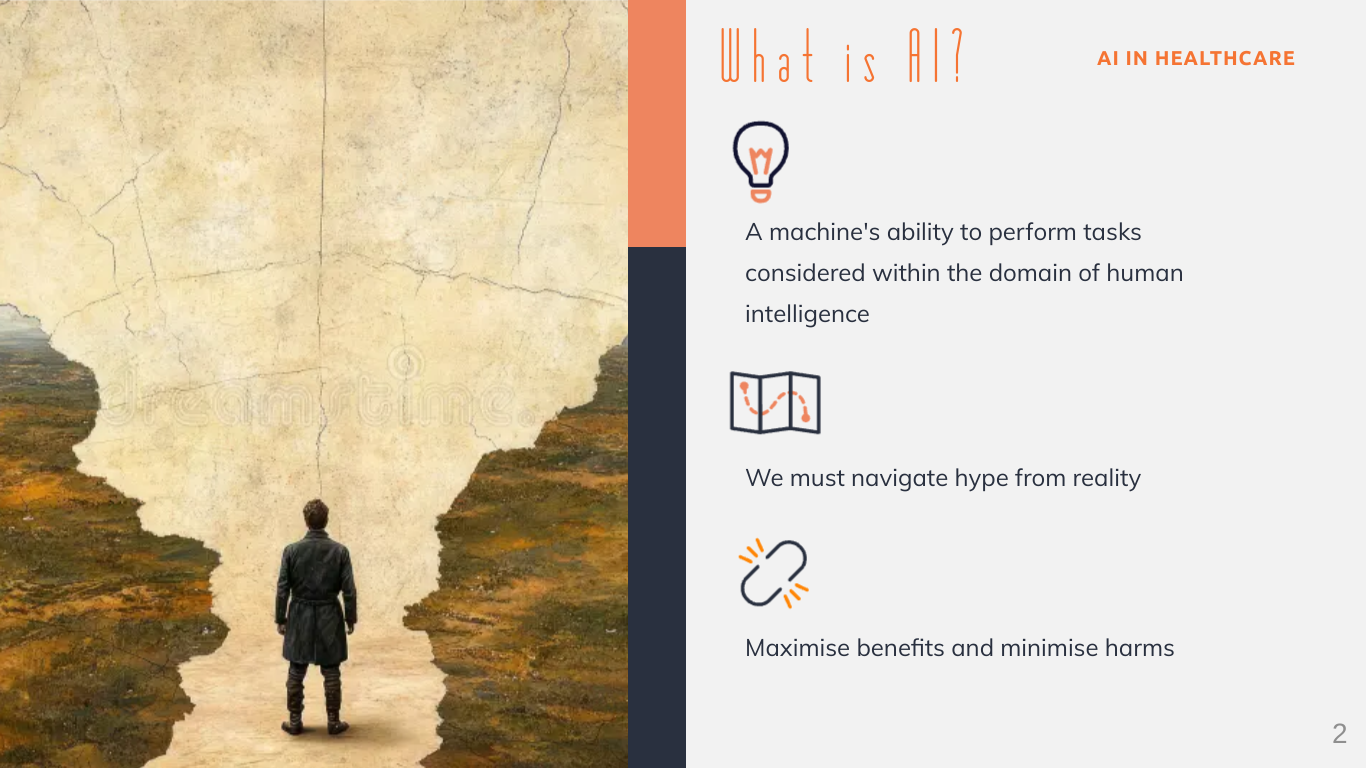 What is AI?
AI IN HEALTHCARE
A machine's ability to perform tasks
considered within the domain of human
intelligence
We must navigate hype from reality
Maximise benefits and minimise harms
dreamstime.
2